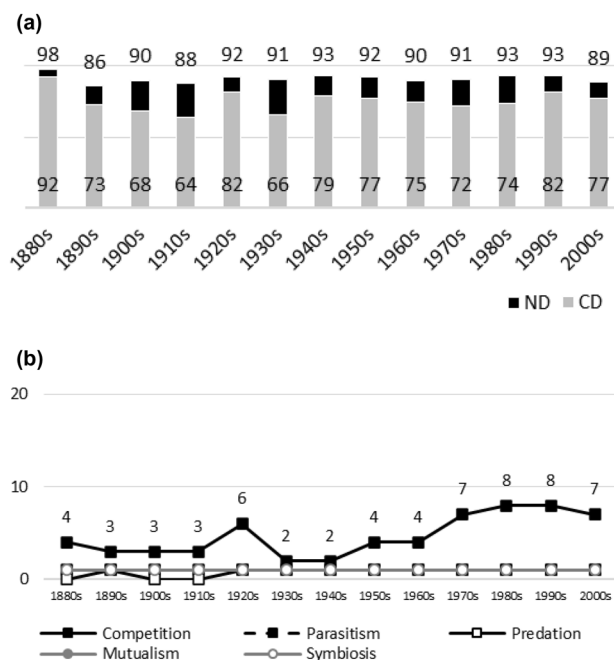 (a)
98 86 90 88 92 91 93 92 90 91 93 93 89
92 73 68 64 82 66 79 77 75 72 74 82 77
1880s 1890s 1900s 1910s 1920s 1930s 1940s 1950s 1960s 1970s 1980s 1990s 2000s
ND CD
(b)
20
10
4 3 3 3 6 2 2 4 4 7 8 8 7
0
1880s 1890s 1900s 1910s 1920s 1930s 1940s 1950s 1960s 1970s 1980s 1990s 2000s
Competition Parasitism Predation
Mutualism Symbiosis